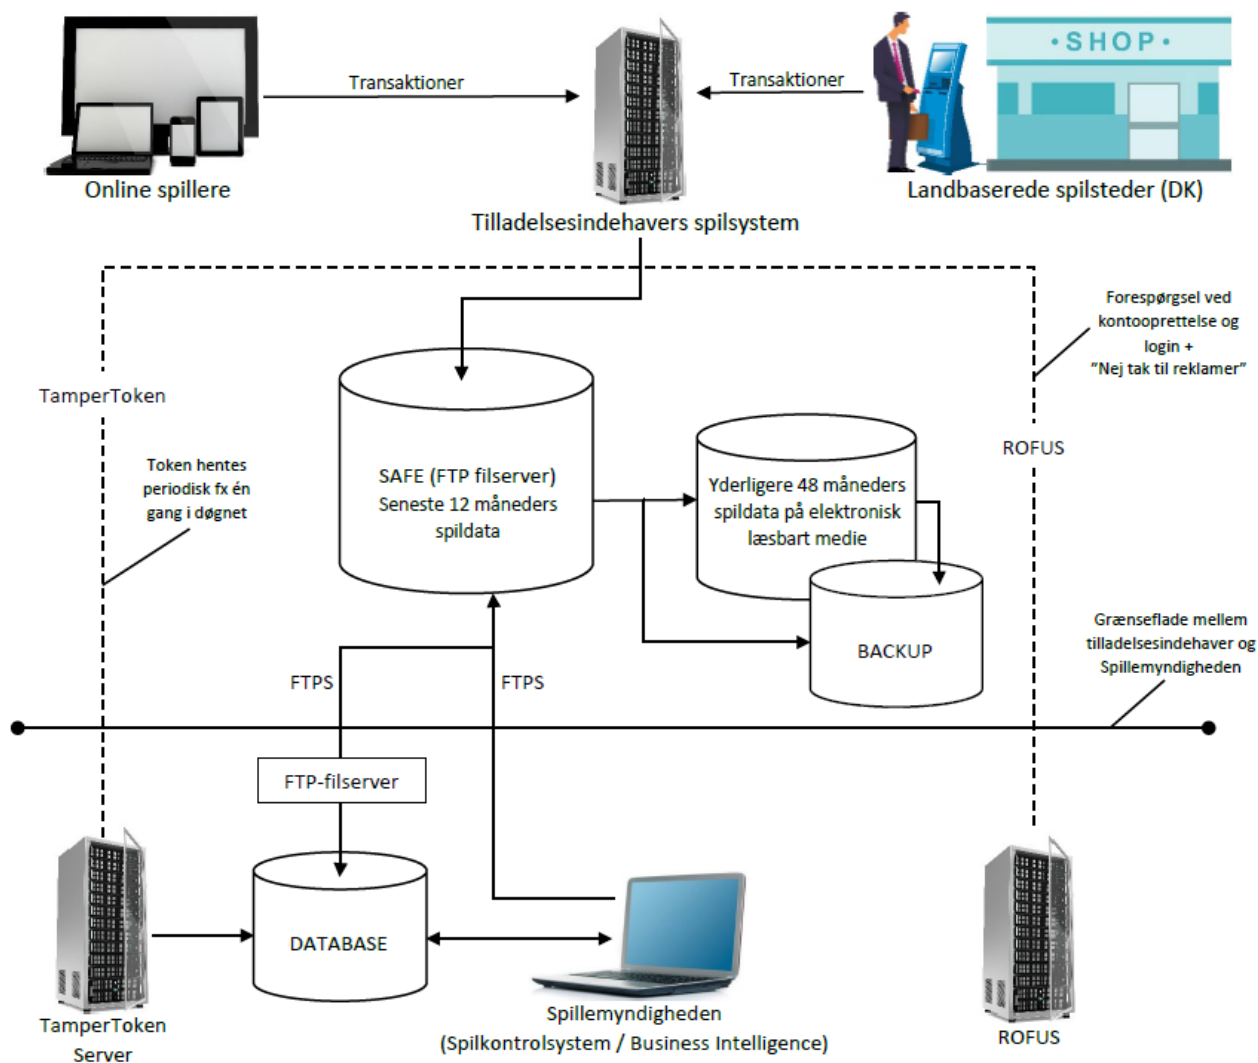 · SHOP ·
Transaktioner
Transaktioner
Online spillere
Landbaserede spilsteder (DK)
Tilladelsesindehavers spilsystem
Forespørgsel ved
kontooprettelse og
login +
"Nej tak til reklamer"
TamperToken
ROFUS
Token hentes
periodisk fx én
gang i døgnet
SAFE (FTP filserver)
Seneste 12 måneders
spildata
Yderligere 48 måneders
spildata på elektronisk
læsbart medie
BACKUP
Grænseflade mellem
tilladelsesindehaver og
Spillemyndigheden
FTPS
FTPS
FTP-filserver
DATABASE
TamperToken
Server
Spillemyndigheden
(Spilkontrolsystem / Business Intelligence)
ROFUS